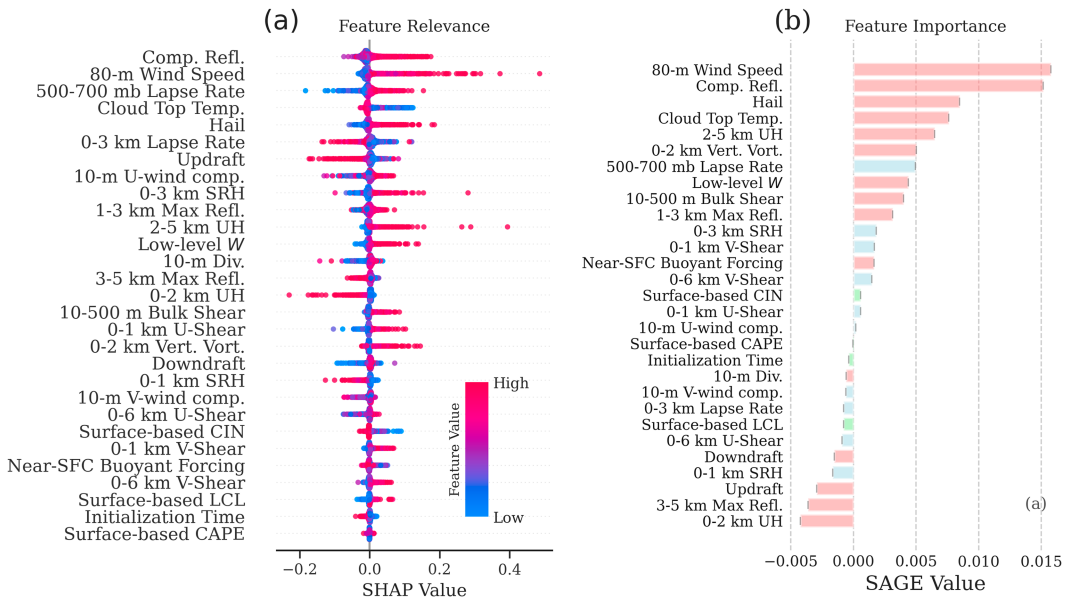 (a)
Feature Relevance
Comp. Refl.
80-m Wind Speed
500-700 mb Lapse Rate
Cloud Top Temp.
Hail
0-3 km Lapse Rate
Updraft
10-m U-wind comp.
0-3 km SRH
1-3 km Max Refl.
2-5 km UH
Low-level W
10-m Div.
3-5 km Max Refl.
0-2 km UH
10-500 m Bulk Shear
0-1 km U-Shear
0-2 km Vert. Vort.
Downdraft
0-1 km SRH
10-m V-wind comp.
0-6 km U-Shear
Surface-based CIN
0-1 km V-Shear
Near-SFC Buoyant Forcing
0-6 km V-Shear
Surface-based LCL
Initialization Time
Surface-based CAPE
High
Feature Value
Low
−0.2 0.0 0.2 0.4
SHAP Value
(b)
Feature Importance
80-m Wind Speed
Comp. Refl.
Hail
Cloud Top Temp.
2-5 km UH
0-2 km Vert. Vort.
500-700 mb Lapse Rate
Low-level W
10-500 m Bulk Shear
1-3 km Max Refl.
0-3 km SRH
0-1 km V-Shear
Near-SFC Buoyant Forcing
0-6 km V-Shear
Surface-based CIN
0-1 km U-Shear
10-m U-wind comp.
Surface-based CAPE
Initialization Time
10-m Div.
10-m V-wind comp.
0-3 km Lapse Rate
Surface-based LCL
0-6 km U-Shear
Downdraft
0-1 km SRH
Updraft
3-5 km Max Refl.
0-2 km UH
(a)
−0.005 0.000 0.005 0.010 0.015
SAGE Value